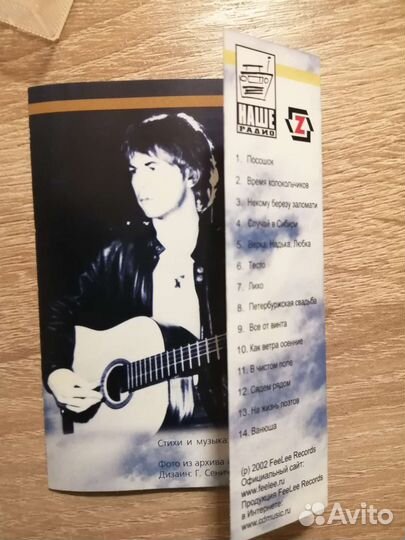 НАШЕ
РАДИО
Z
1. Посошок
2. Время колокольчиков
3. Некому березу заломати
4. Случай в Сибири
5. Верка, Надька, Любка
6. Тесто
7. Лихо
8. Петербуржская свадьба
9. Все от винта
10. Как ветра осенние
11. В чистом поле
12. Сядем рядом
13. На жизнь поэтов
14. Ванюша
(p) 2002 FeeLee Records
Официальный сайт:
www.feelee.ru
Продукция FeeLee Records
в Интернете:
www.cdmusic.ru
Стихи и музыка:
Фото из архива
Дизайн: Г. Сенич
Avito